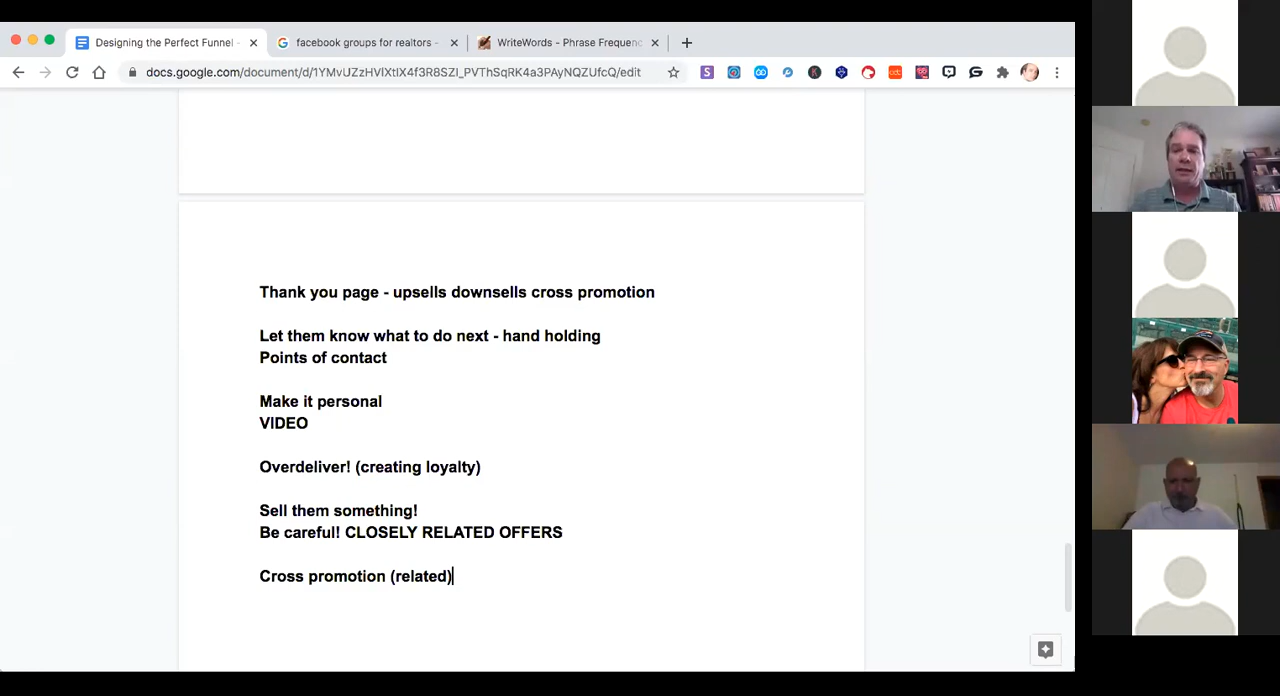 Designing the Perfect Funnel -
facebook groups for realtors -
WriteWords - Phrase Frequenc
docs.google.com/document/d/1YMvUZzHVIXtIX4f3R8SZI_PVThSqRK4a3PAyNQZUfcQ/edit
Thank you page - upsells downsells cross promotion
Let them know what to do next - hand holding
Points of contact
Make it personal
VIDEO
Overdeliver! (creating loyalty)
Sell them something!
Be careful! CLOSELY RELATED OFFERS
Cross promotion (related)